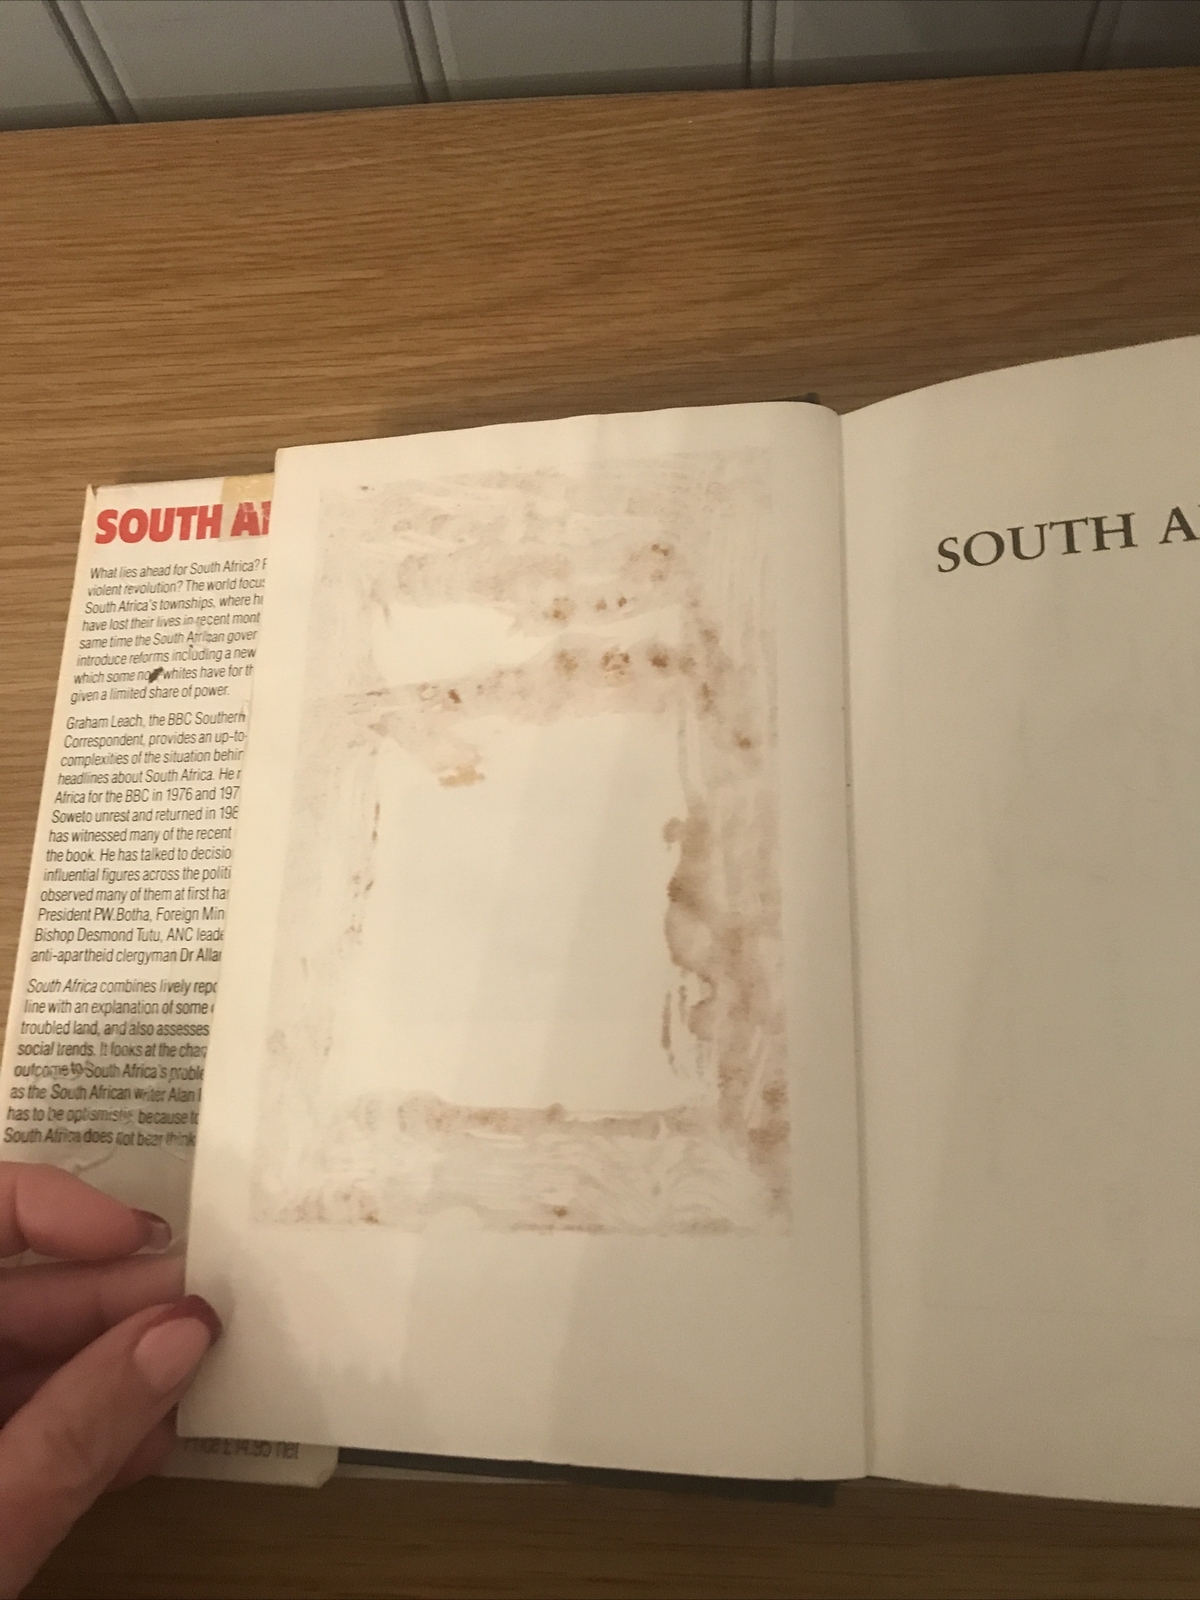 SOUTH A
What lies ahead for South Africa?
violent revolution? The world focus
South Africa's townships, where h
have lost their lives in recent mont
same time the South African gover
introduce reforms including a new
which some non whites have for th
given a limited share of power.
Graham Leach, the BBC Southern
Correspondent, provides an up-to-
complexities of the situation behin
headlines about South Africa. He r
Africa for the BBC in 1976 and 197
Soweto unrest and returned in 198
has witnessed many of the recent
the book. He has talked to decisio
influential figures across the politi
observed many of them at first ha
President P.W.Botha, Foreign Min
Bishop Desmond Tutu, ANC leade
anti-apartheid clergyman Dr Allan
South Africa combines lively repo
line with an explanation of some
troubled land, and also assesses
social trends. It looks at the chan
outcome to South Africa's proble
as the South African writer Alan
has to be optimistic, because to
South Africa does not bear think
Price £14.95 net
SOUTH A